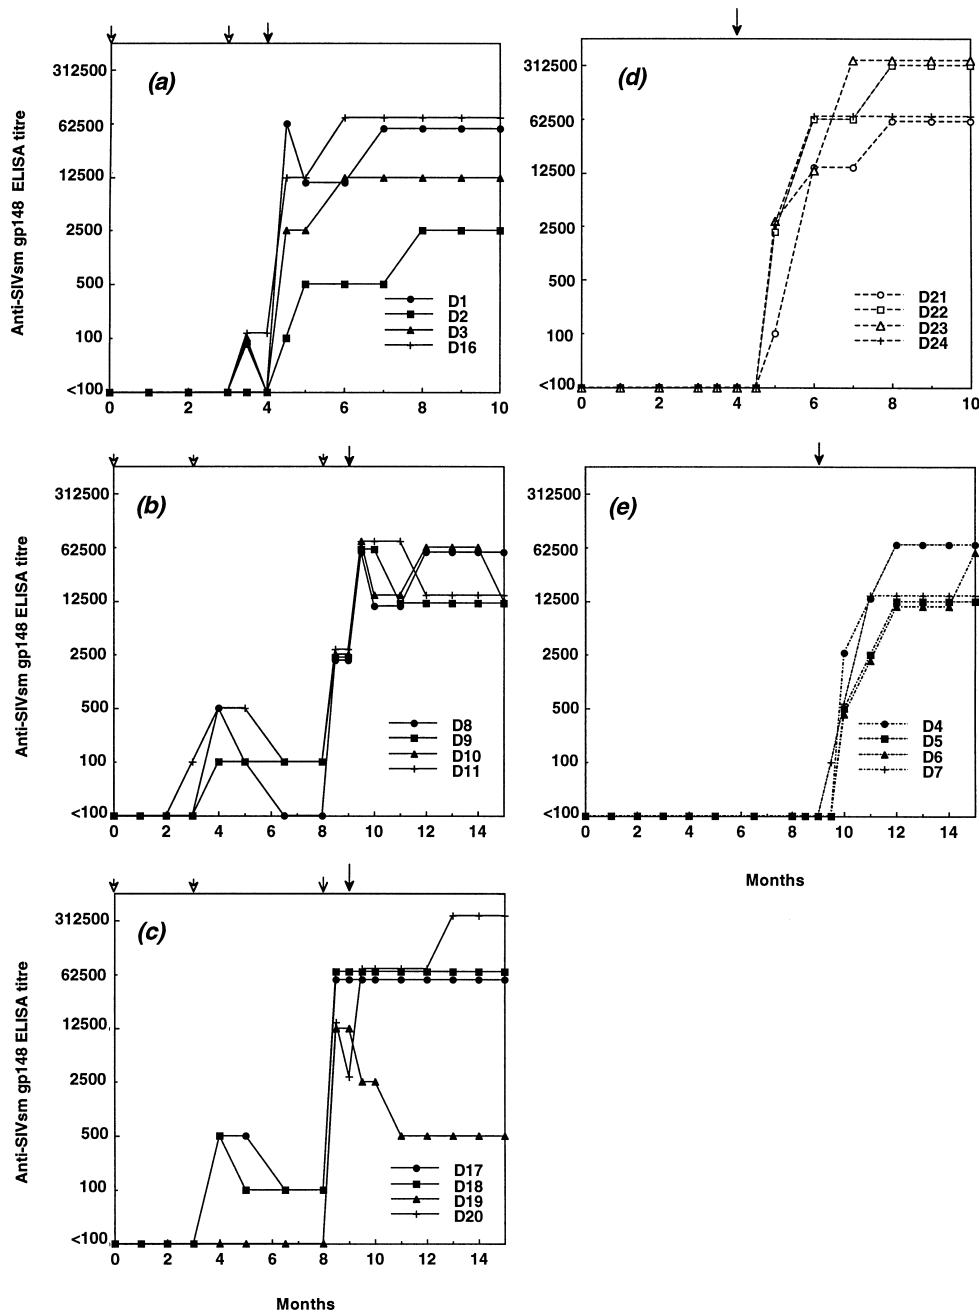 (a)
Anti-SIVsm gp148 ELISA titre
312500
62500
12500
2500
500
100
<100
0 2 4 6 8 10
D1
D2
D3
D16
(d)
312500
62500
12500
2500
500
100
<100
0 2 4 6 8 10
D21
D22
D23
D24
(b)
Anti-SIVsm gp148 ELISA titre
312500
62500
12500
2500
500
100
<100
0 2 4 6 8 10 12 14
D8
D9
D10
D11
(e)
312500
62500
12500
2500
500
100
<100
0 2 4 6 8 10 12 14
D4
D5
D6
D7
Months
(c)
Anti-SIVsm gp148 ELISA titre
312500
62500
12500
2500
500
100
<100
0 2 4 6 8 10 12 14
D17
D18
D19
D20
Months